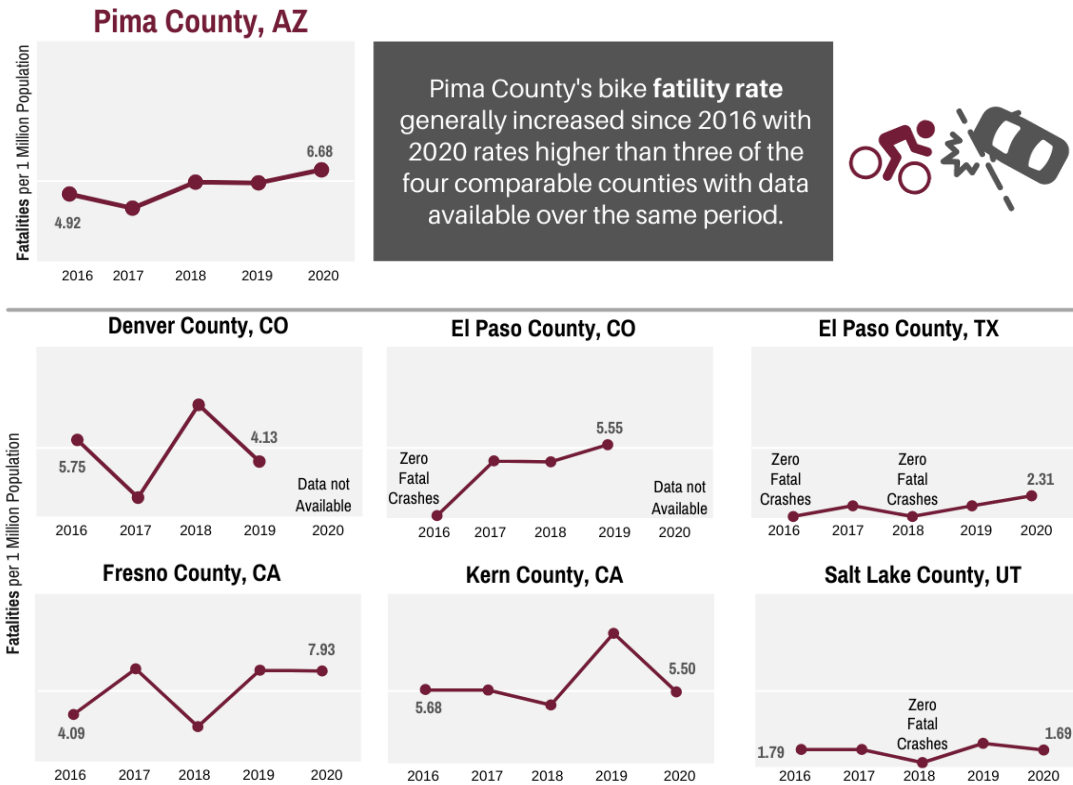 Pima County, AZ
Fatalities per 1 Million Population
6.68
4.92
2016 2017 2018 2019 2020
Pima County's bike fatility rate
generally increased since 2016 with
2020 rates higher than three of the
four comparable counties with data
available over the same period.
Fatalities per 1 Million Population
Denver County, CO
5.75
4.13
Data not
Available
2016 2017 2018 2019 2020
El Paso County, CO
5.55
Zero
Fatal
Crashes
Data not
Available
2016 2017 2018 2019 2020
El Paso County, TX
Zero
Fatal
Crashes
Zero
Fatal
Crashes
2.31
2016 2017 2018 2019 2020
Fresno County, CA
7.93
4.09
2016 2017 2018 2019 2020
Kern County, CA
5.68
5.50
2016 2017 2018 2019 2020
Salt Lake County, UT
Zero
Fatal
Crashes
1.79
1.69
2016 2017 2018 2019 2020